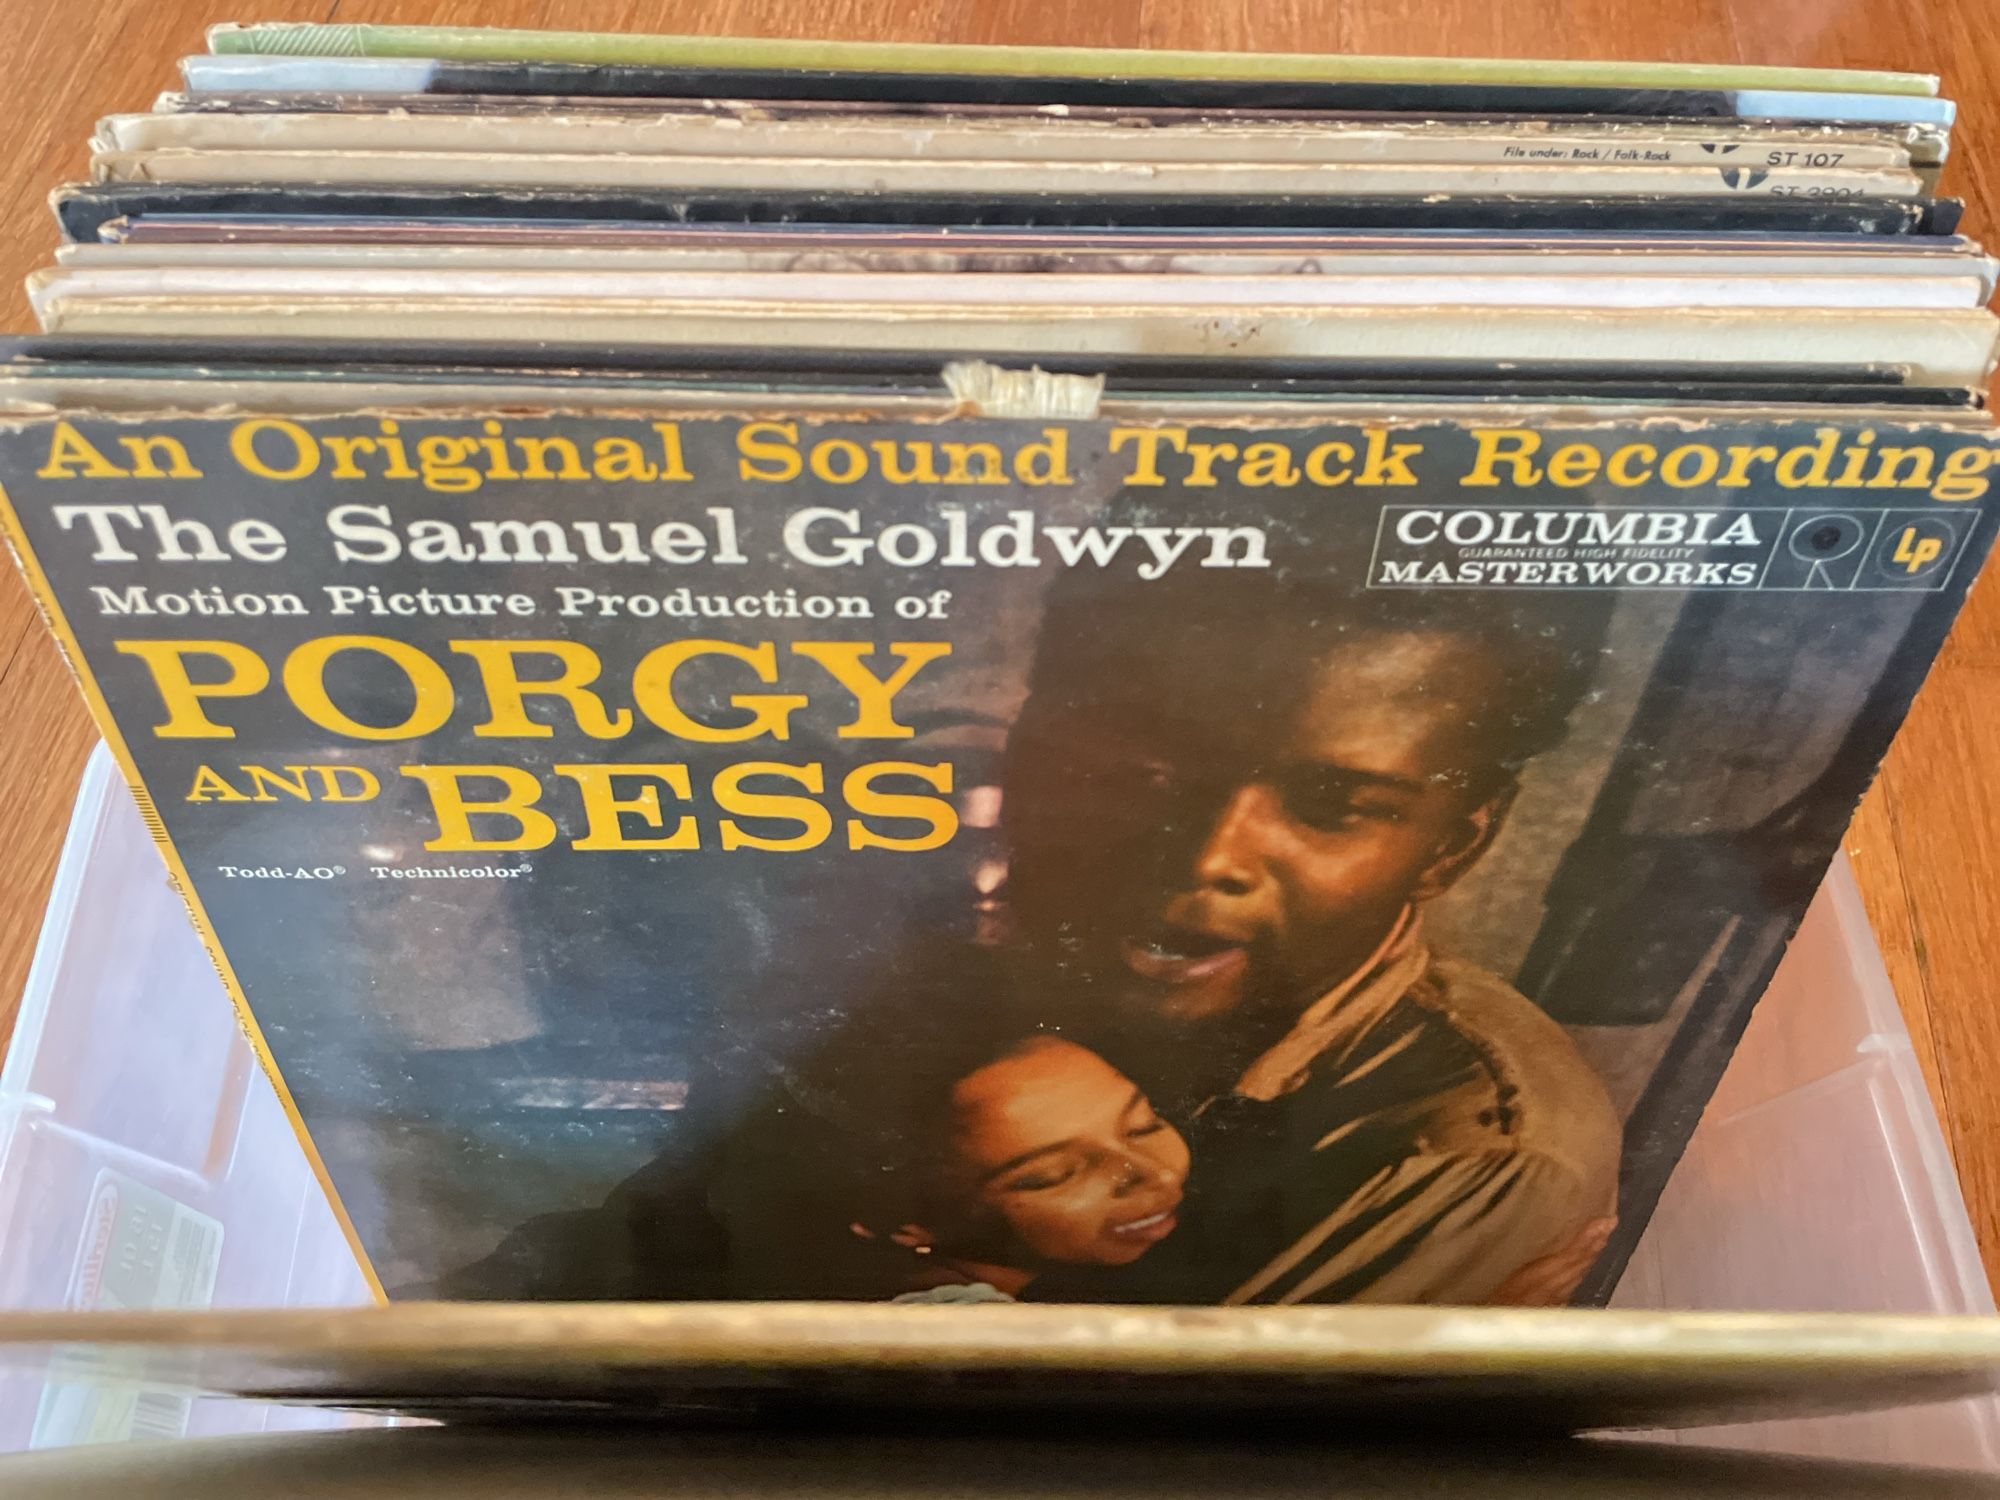 File under: Rock / Folk-Rock
ST 107
An Original Sound Track Recording
The Samuel Goldwyn
Motion Picture Production of
COLUMBIA
GUARANTEED HIGH FIDELITY
MASTERWORKS
Lp
PORGY
AND BESS
Todd-AO® Technicolor®